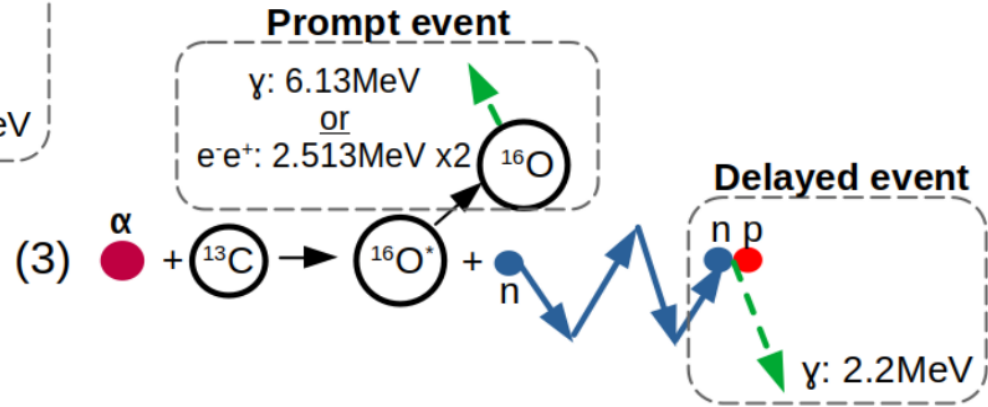 Prompt event
ɣ: 6.13MeV
or
e⁻e⁺: 2.513MeV x2
¹⁶O
eV
Delayed event
α
n p
(3)
+
¹³C
¹⁶O*
+
n
ɣ: 2.2MeV